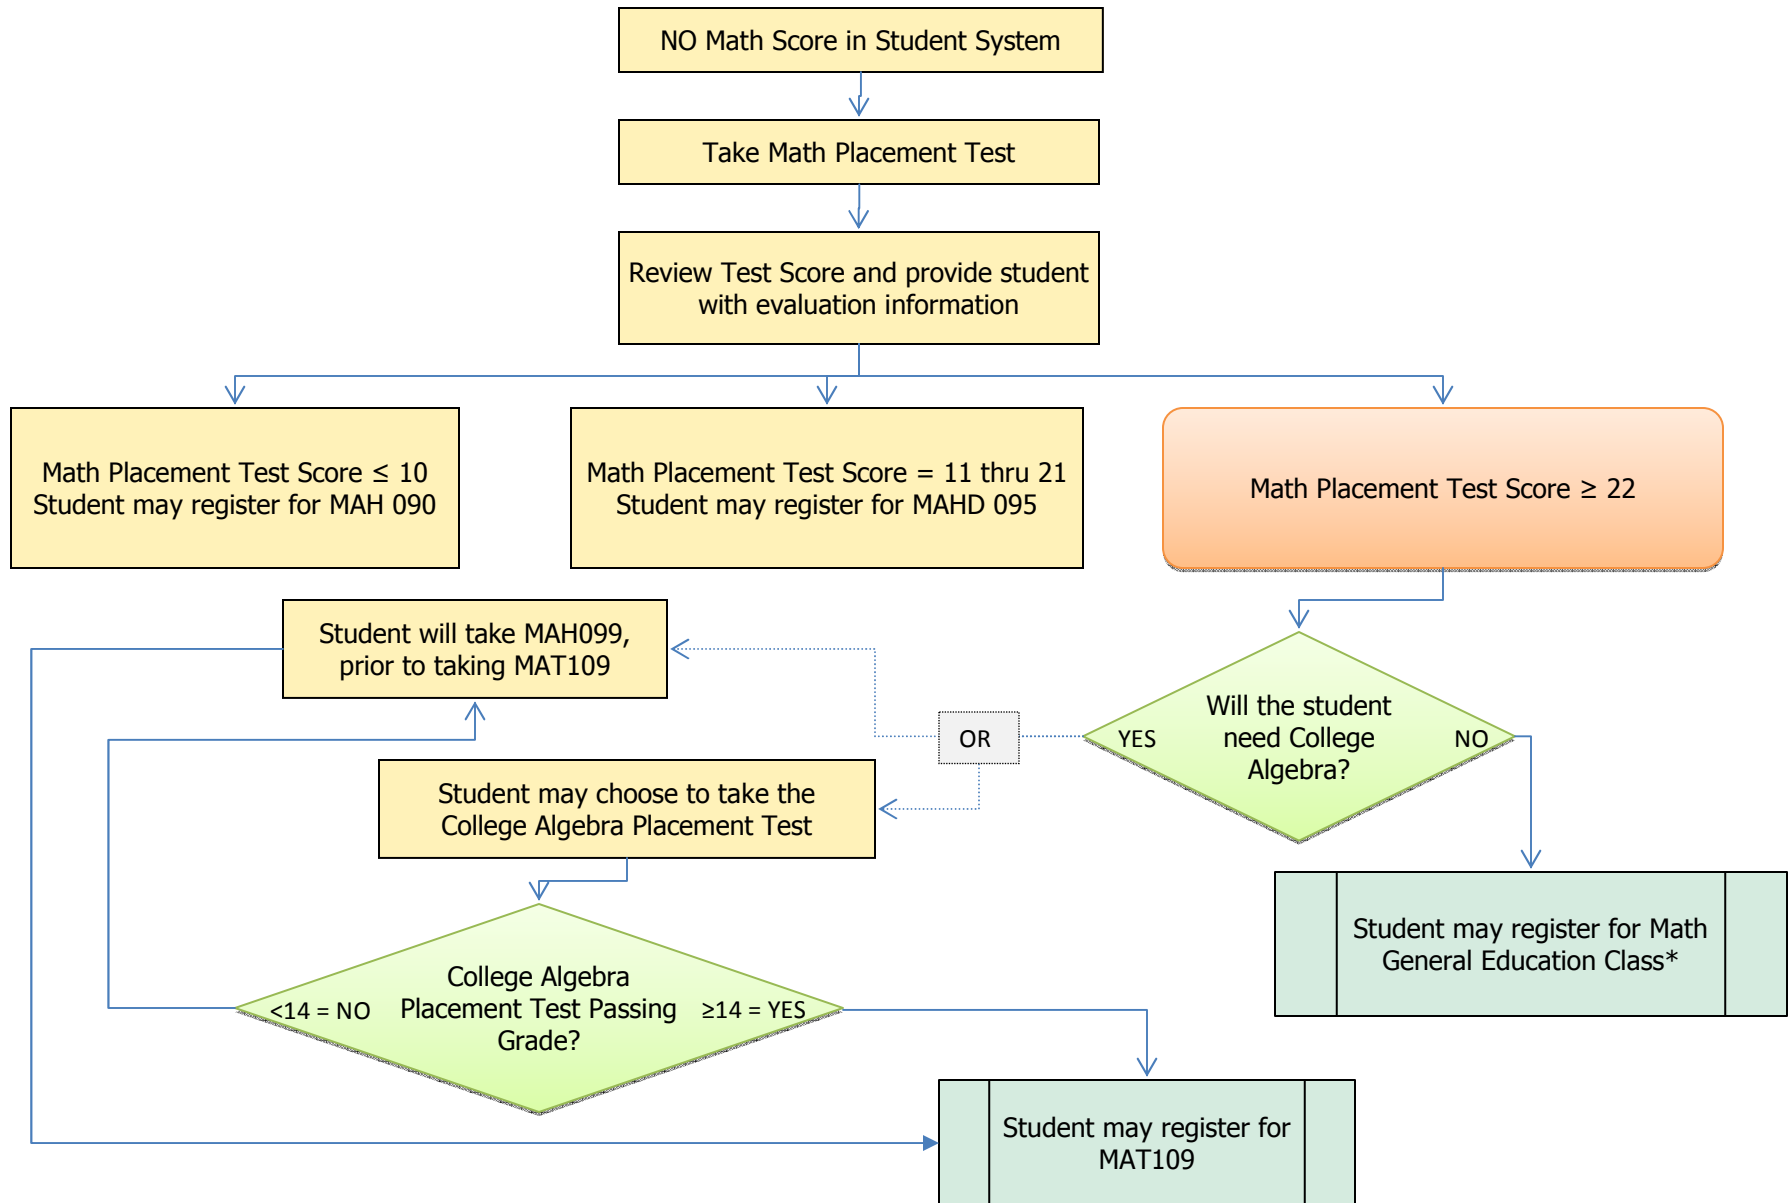 NO Math Score in Student System
Take Math Placement Test
Review Test Score and provide student
with evaluation information
Math Placement Test Score ≤ 10
Student may register for MAH 090
Math Placement Test Score = 11 thru 21
Student may register for MAHD 095
Math Placement Test Score ≥ 22
Student will take MAH099,
prior to taking MAT109
OR
YES
Will the student
need College
Algebra?
NO
Student may choose to take the
College Algebra Placement Test
Student may register for Math
General Education Class*
<14 = NO
College Algebra
Placement Test Passing
Grade?
≥14 = YES
Student may register for
MAT109